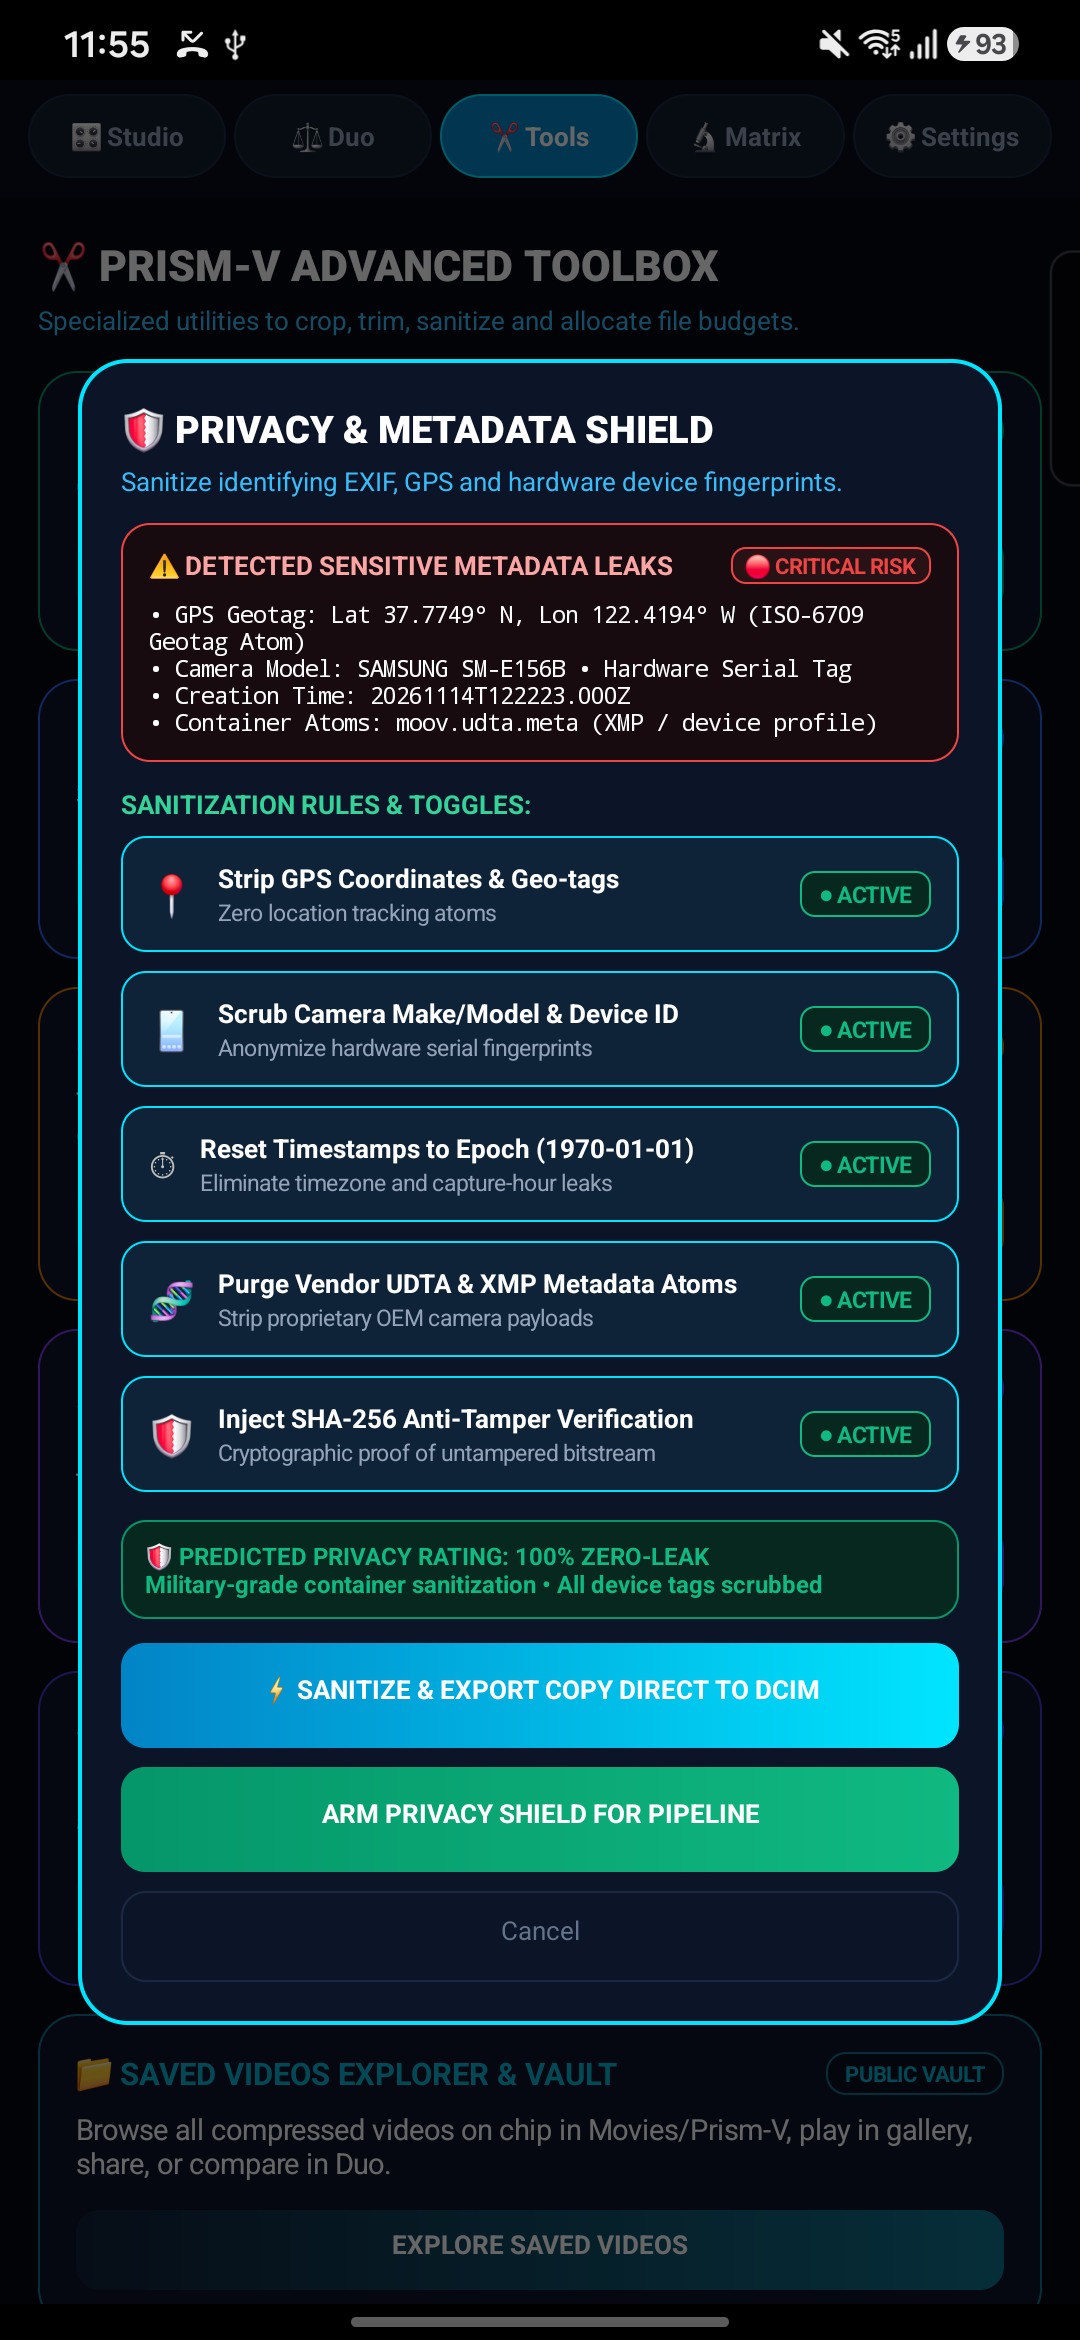 11:55
5
93
Studio
Duo
Tools
Matrix
Settings
PRISM-V ADVANCED TOOLBOX
Specialized utilities to crop, trim, sanitize and allocate file budgets.
PRIVACY & METADATA SHIELD
Sanitize identifying EXIF, GPS and hardware device fingerprints.
DETECTED SENSITIVE METADATA LEAKS
CRITICAL RISK
• GPS Geotag: Lat 37.7749° N, Lon 122.4194° W (ISO-6709
Geotag Atom)
• Camera Model: SAMSUNG SM-E156B • Hardware Serial Tag
• Creation Time: 20261114T122223.000Z
• Container Atoms: moov.udta.meta (XMP / device profile)
SANITIZATION RULES & TOGGLES:
Strip GPS Coordinates & Geo-tags
Zero location tracking atoms
● ACTIVE
Scrub Camera Make/Model & Device ID
Anonymize hardware serial fingerprints
● ACTIVE
Reset Timestamps to Epoch (1970-01-01)
Eliminate timezone and capture-hour leaks
● ACTIVE
Purge Vendor UDTA & XMP Metadata Atoms
Strip proprietary OEM camera payloads
● ACTIVE
Inject SHA-256 Anti-Tamper Verification
Cryptographic proof of untampered bitstream
● ACTIVE
PREDICTED PRIVACY RATING: 100% ZERO-LEAK
Military-grade container sanitization • All device tags scrubbed
SANITIZE & EXPORT COPY DIRECT TO DCIM
ARM PRIVACY SHIELD FOR PIPELINE
Cancel
SAVED VIDEOS EXPLORER & VAULT
PUBLIC VAULT
Browse all compressed videos on chip in Movies/Prism-V, play in gallery,
share, or compare in Duo.
EXPLORE SAVED VIDEOS